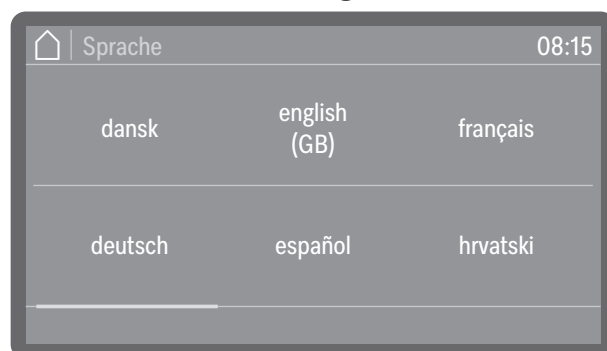 Sprache 08:15
dansk
english
(GB)
français
deutsch
español
hrvatski